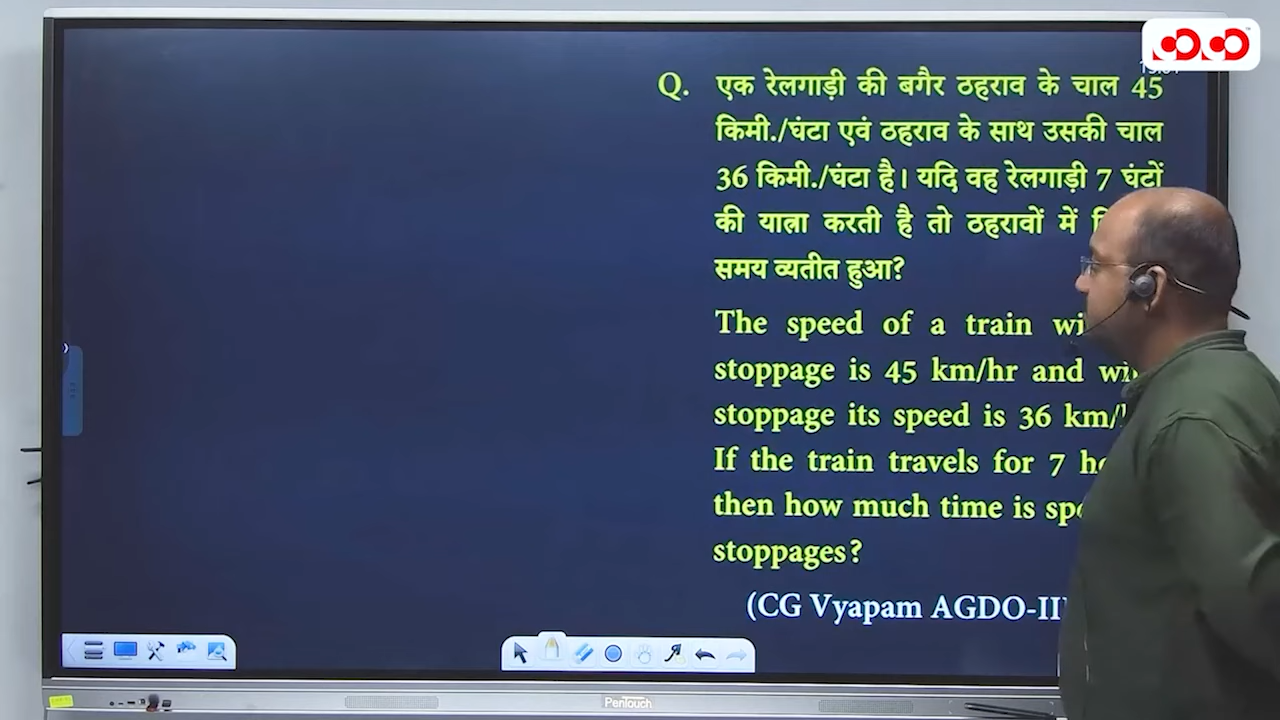 Q. एक रेलगाड़ी की बगैर ठहराव के चाल 45
किमी./घंटा एवं ठहराव के साथ उसकी चाल
36 किमी./घंटा है। यदि वह रेलगाड़ी 7 घंटों
की यात्रा करती है तो ठहरावों में
समय व्यतीत हुआ?
The speed of a train
stoppage is 45 km/hr and
stoppage its speed is 36
If the train travels for 7
then how much time is
stoppages?
(CG Vyapam
PenTouch